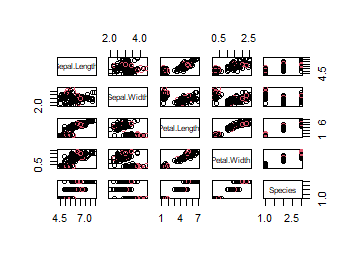 2.0 4.0
0.5 2.5
Sepal.Length
4.5
2.0
Sepal.Width
Petal.Length
1 6
0.5
Petal.Width
Species
1.0
4.5 7.0
1 4 7
1.0 2.5